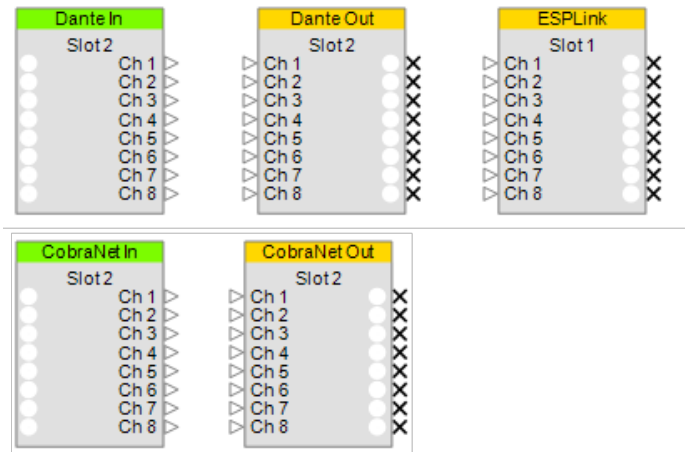 Dante In
Slot 2
Ch 1
Ch 2
Ch 3
Ch 4
Ch 5
Ch 6
Ch 7
Ch 8
Dante Out
Slot 2
Ch 1
Ch 2
Ch 3
Ch 4
Ch 5
Ch 6
Ch 7
Ch 8
ESPLink
Slot 1
Ch 1
Ch 2
Ch 3
Ch 4
Ch 5
Ch 6
Ch 7
Ch 8
CobraNet In
Slot 2
Ch 1
Ch 2
Ch 3
Ch 4
Ch 5
Ch 6
Ch 7
Ch 8
CobraNet Out
Slot 2
Ch 1
Ch 2
Ch 3
Ch 4
Ch 5
Ch 6
Ch 7
Ch 8